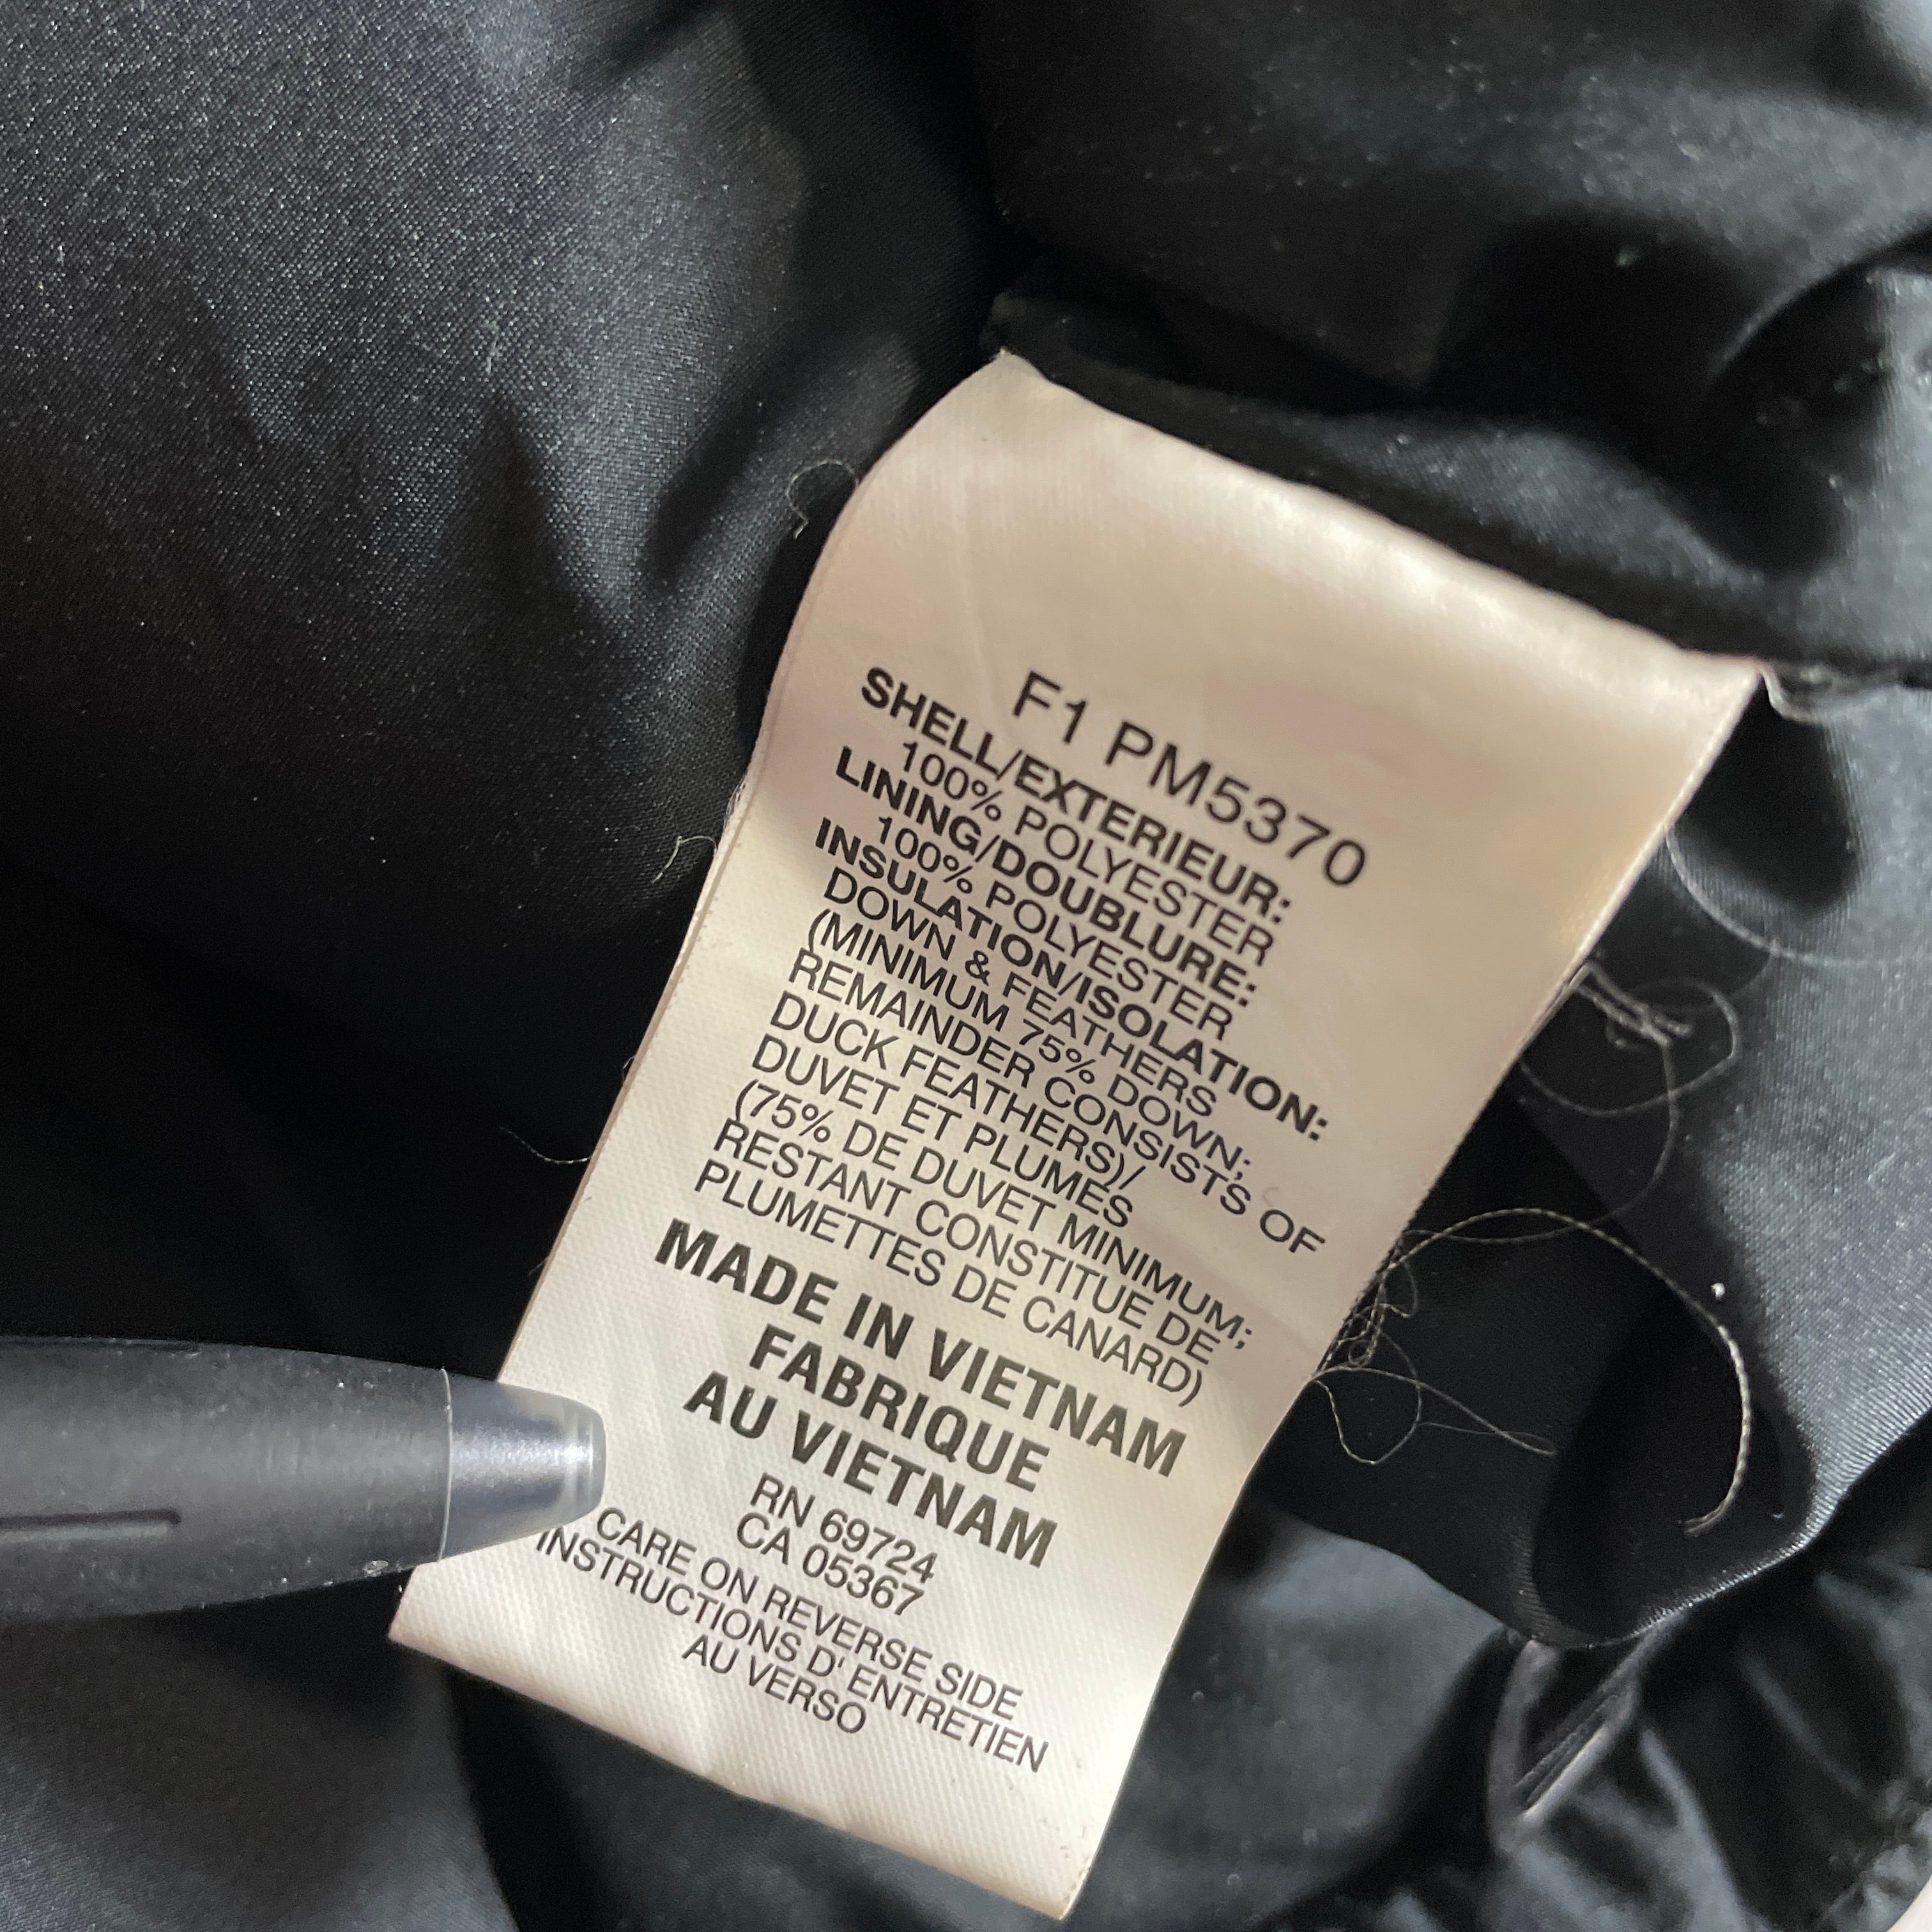 F1 PM5370
SHELL/EXTERIEUR:
100% POLYESTER
LINING/DOUBLURE:
100% POLYESTER
INSULATION/ISOLATION:
DOWN & FEATHERS
(MINIMUM 75% DOWN;
REMAINDER CONSISTS OF
DUCK FEATHERS)/
DUVET ET PLUMES
(75% DE DUVET MINIMUM;
RESTANT CONSTITUE DE
PLUMETTES DE CANARD)
MADE IN VIETNAM
FABRIQUE
AU VIETNAM
RN 69724
CA 05367
CARE ON REVERSE SIDE
INSTRUCTIONS D' ENTRETIEN
AU VERSO